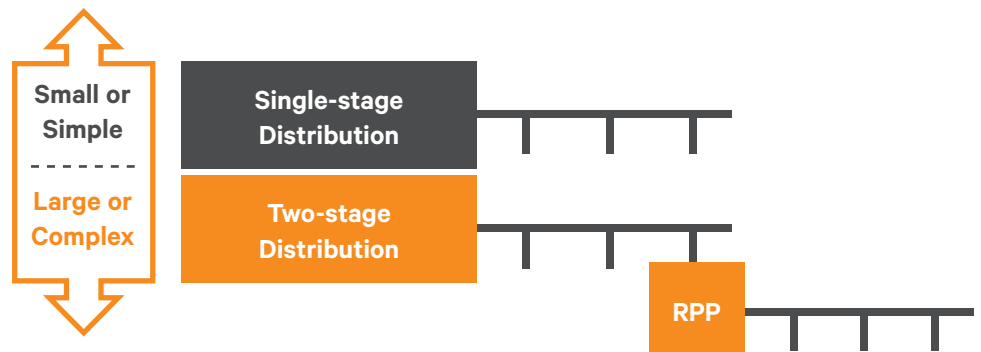 Small or
Simple
Large or
Complex
Single-stage
Distribution
Two-stage
Distribution
RPP